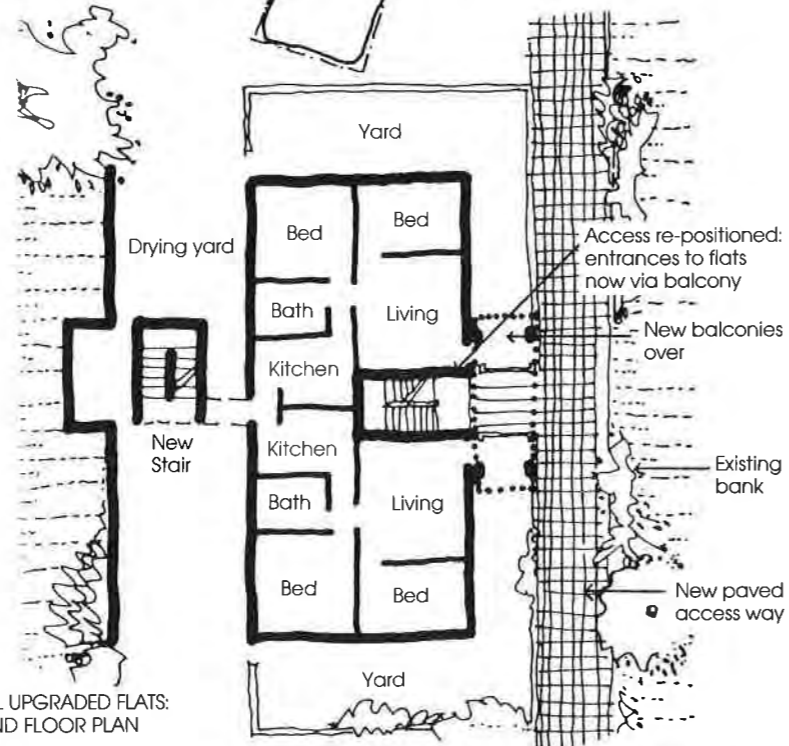 Yard
Drying yard
Bed
Bed
Access re-positioned:
entrances to flats
now via balcony
Bath
Living
New balconies
over
Kitchen
New
Stair
Kitchen
Existing
bank
Bath
Living
Bed
Bed
New paved
access way
Yard
UPGRADED FLATS:
FLOOR PLAN